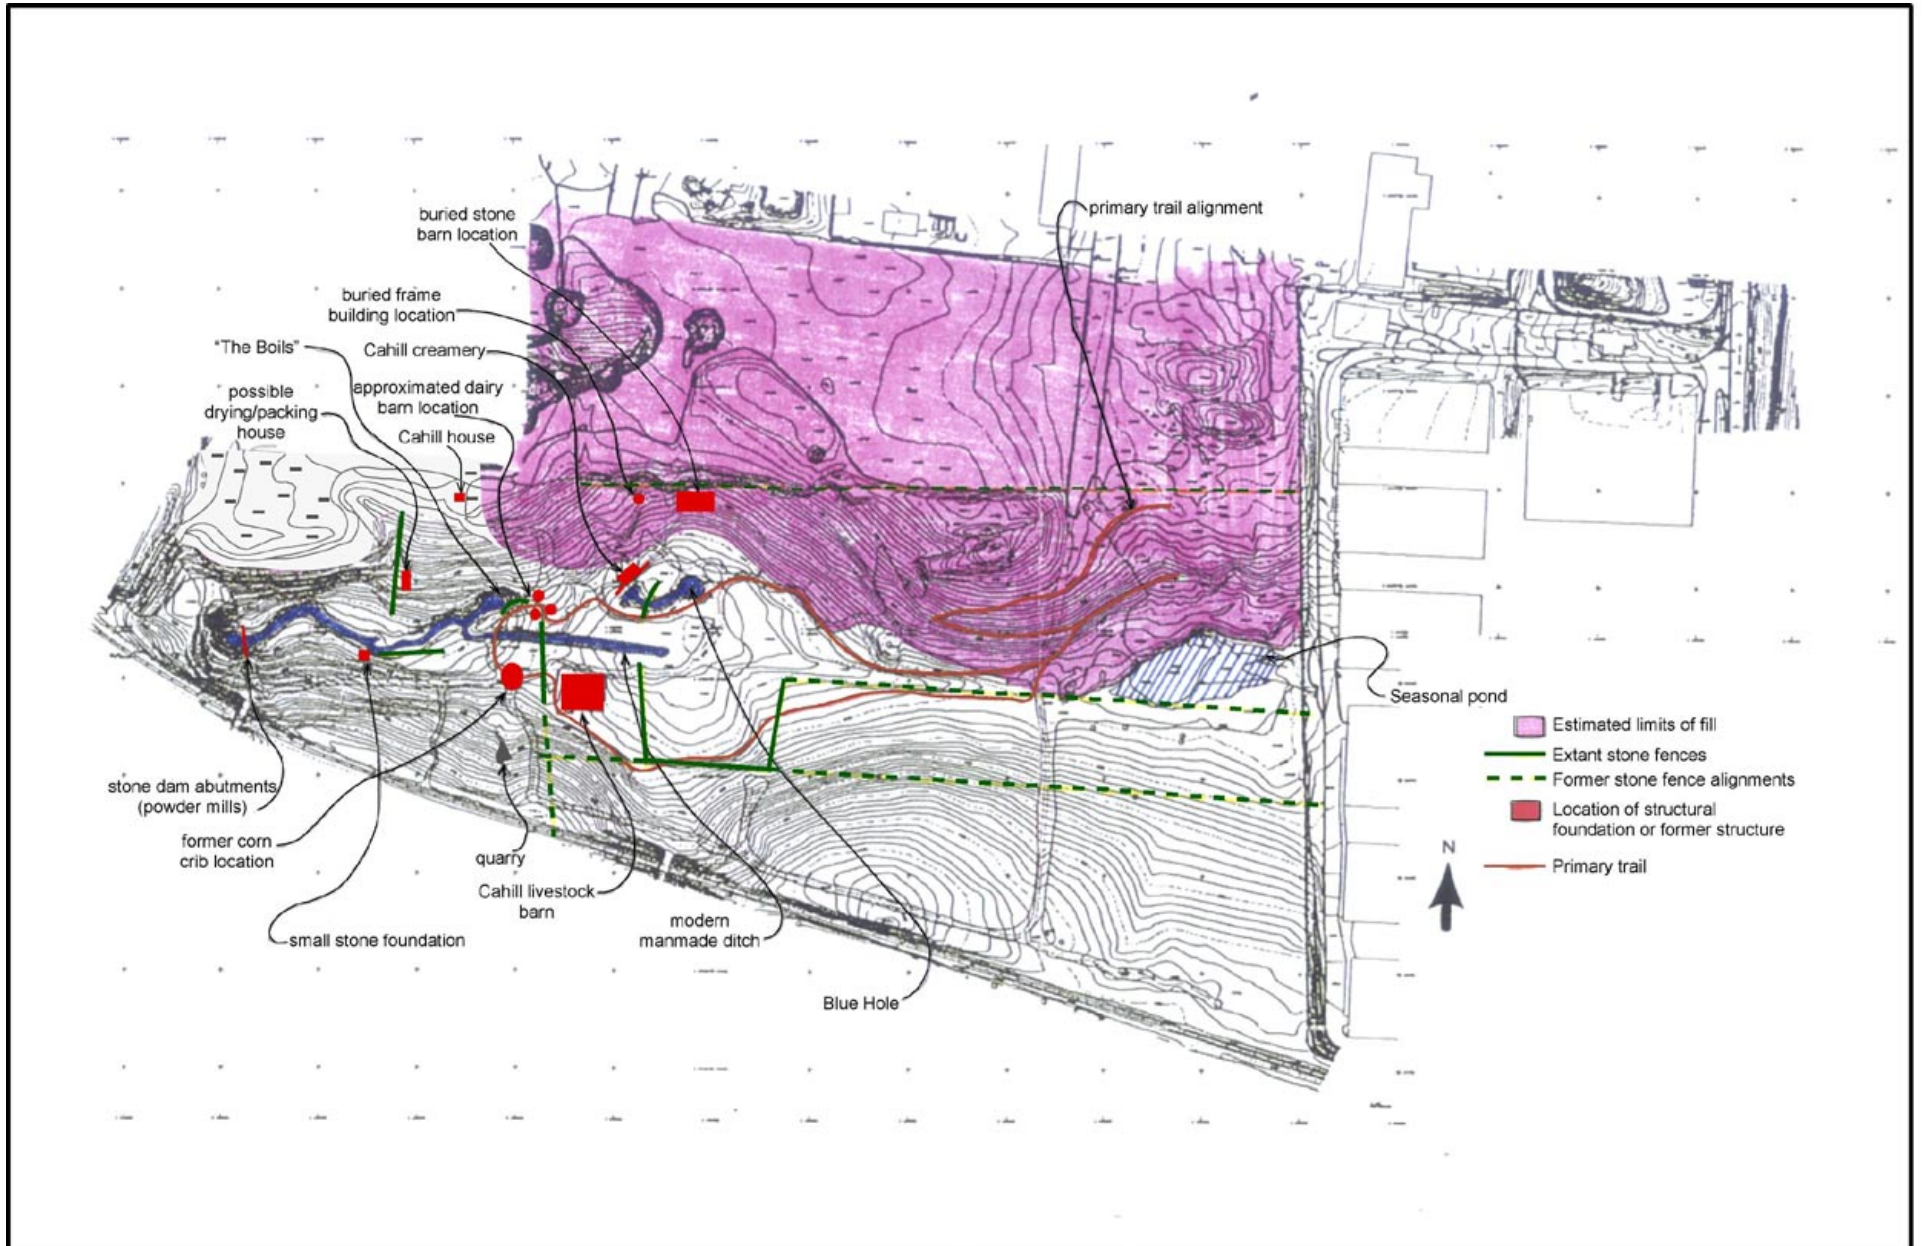 buried stone
barn location
primary trail alignment
buried frame
building location
"The Boils"
Cahill creamery
possible
drying/packing
house
approximated dairy
barn location
Cahill house
Seasonal pond
Estimated limits of fill
Extant stone fences
Former stone fence alignments
Location of structural
foundation or former structure
Primary trail
N
stone dam abutments
(powder mills)
former corn
crib location
quarry
Cahill livestock
barn
modern
manmade ditch
small stone foundation
Blue Hole